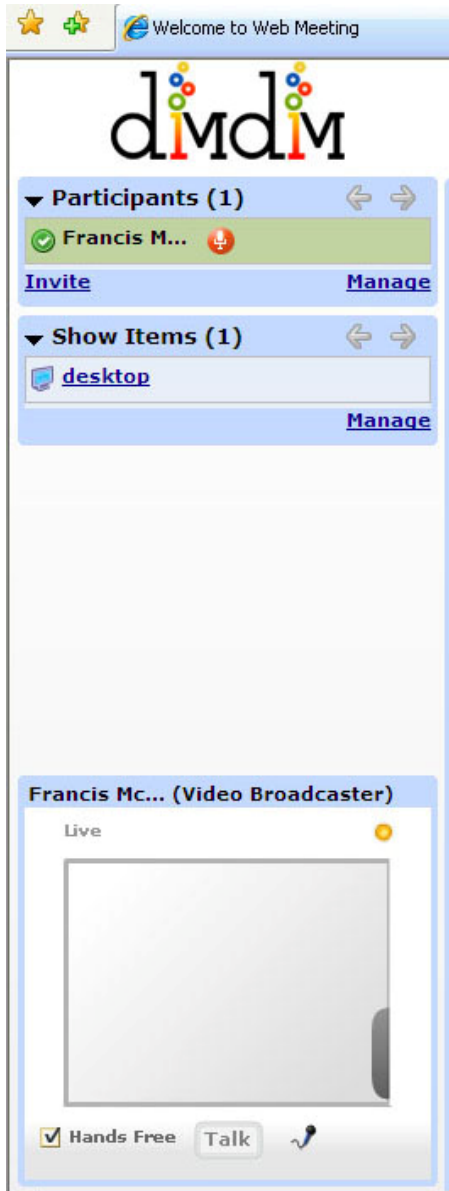 Welcome to Web Meeting
dimdim
Participants (1)
Francis M...
Invite Manage
Show Items (1)
desktop
Manage
Francis Mc... (Video Broadcaster)
Live
Hands Free Talk